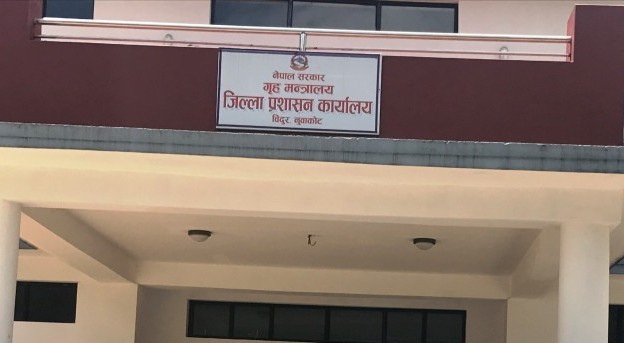 नेपाल सरकार
गृह मन्त्रालय
जिल्ला प्रशासन कार्यालय
विदुर, नुवाकोट